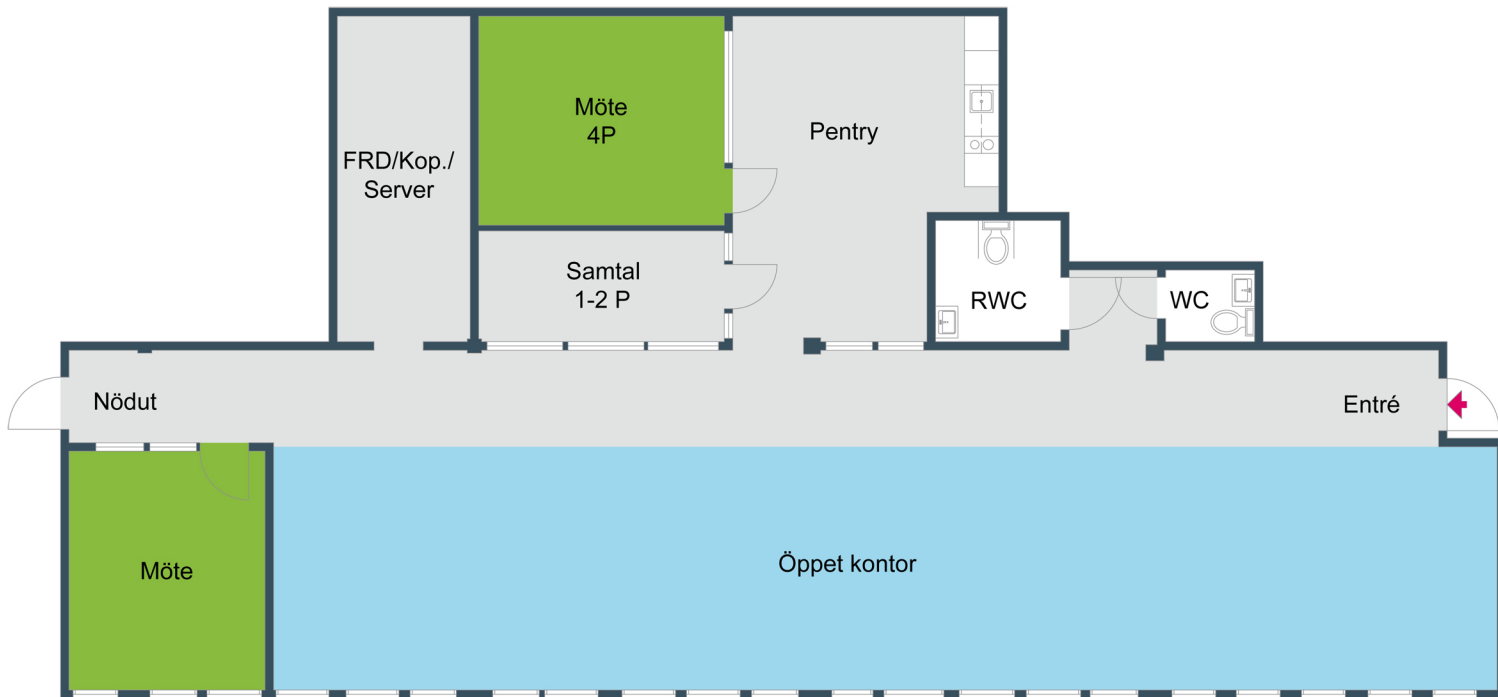 Möte
4P
Pentry
FRD/Kop./
Server
Samtal
1-2 P
RWC
WC
Nödut
Entré
Möte
Öppet kontor